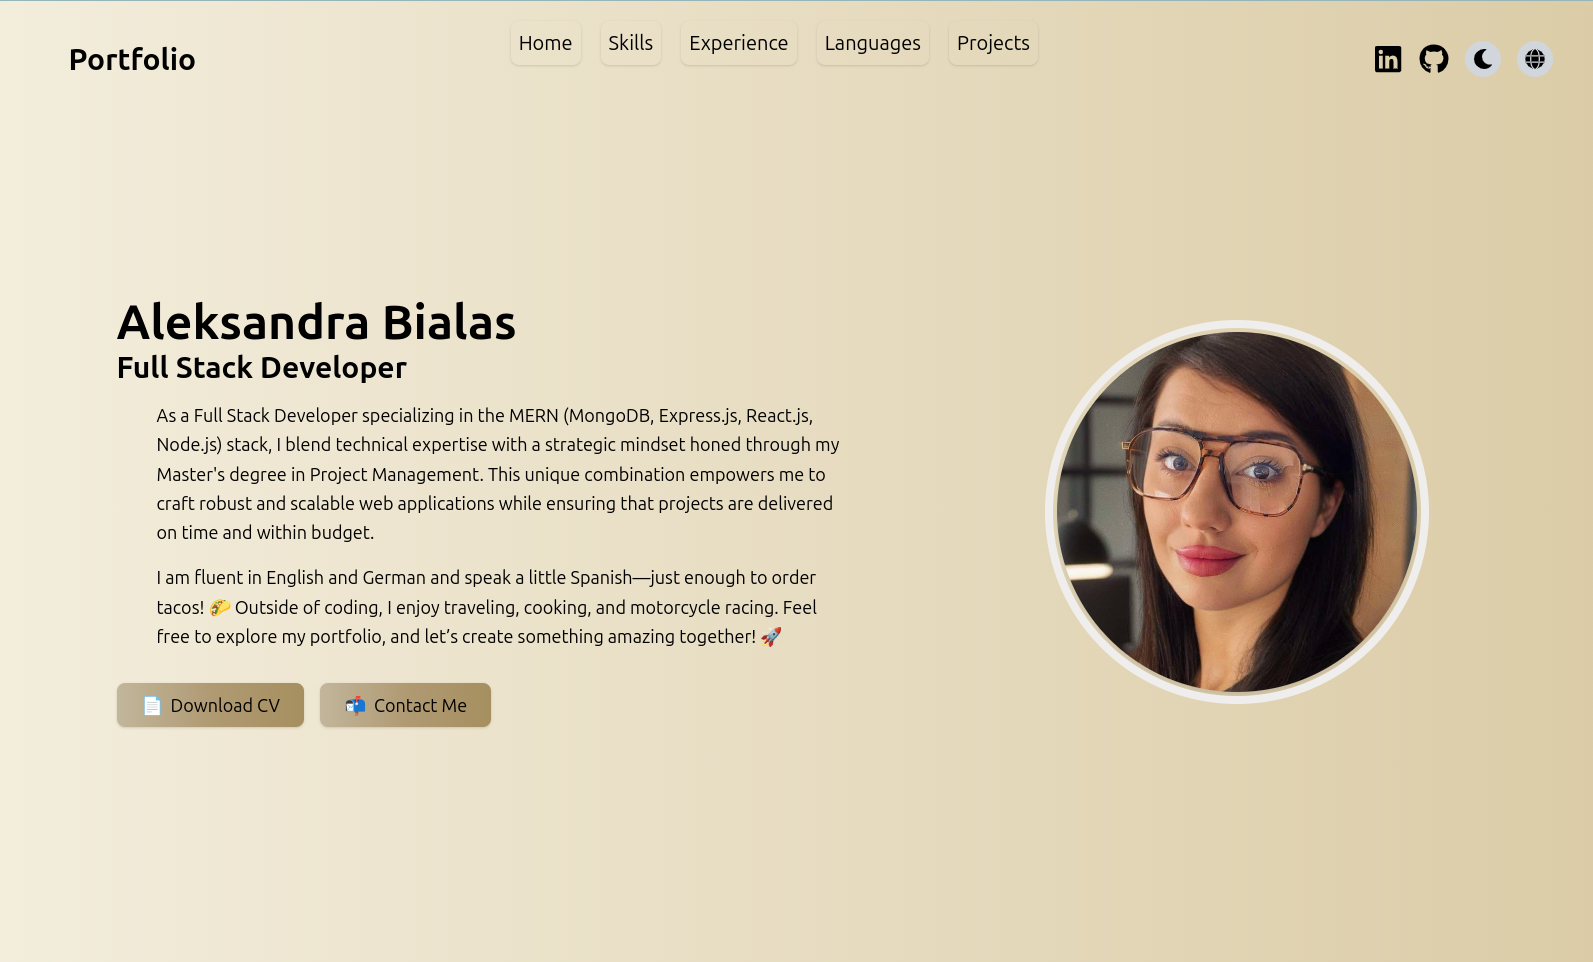 Portfolio
Home
Skills
Experience
Languages
Projects
Aleksandra Bialas
Full Stack Developer
As a Full Stack Developer specializing in the MERN (MongoDB, Express.js, React.js,
Node.js) stack, I blend technical expertise with a strategic mindset honed through my
Master's degree in Project Management. This unique combination empowers me to
craft robust and scalable web applications while ensuring that projects are delivered
on time and within budget.
I am fluent in English and German and speak a little Spanish—just enough to order
tacos! 🌮 Outside of coding, I enjoy traveling, cooking, and motorcycle racing. Feel
free to explore my portfolio, and let’s create something amazing together! 🚀
📄 Download CV
📬 Contact Me